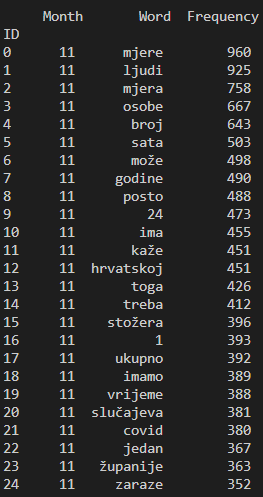 Month Word Frequency
ID
0 11 mjere 960
1 11 ljudi 925
2 11 mjera 758
3 11 osobe 667
4 11 broj 643
5 11 sata 503
6 11 može 498
7 11 godine 490
8 11 posto 488
9 11 24 473
10 11 ima 455
11 11 kaže 451
12 11 hrvatskoj 451
13 11 toga 426
14 11 treba 412
15 11 stožera 396
16 11 1 393
17 11 ukupno 392
18 11 imamo 389
19 11 vrijeme 388
20 11 slučajeva 381
21 11 covid 380
22 11 jedan 367
23 11 županije 363
24 11 zaraze 352